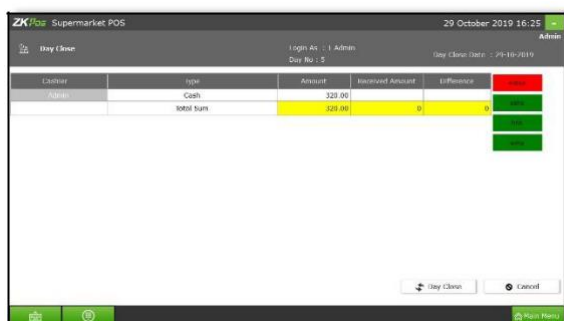 ZKPos Supermarket POS
29 October 2019 16:25
Admin
Day Close
Login As : 1 Admin
Day Close Date : 29-10-2019
Day No : 5
Cashier Type Amount Received Amount Difference
Admin Cash 320.00
Total Sum 320.00 0 0
Day Close Cancel
Main Menu